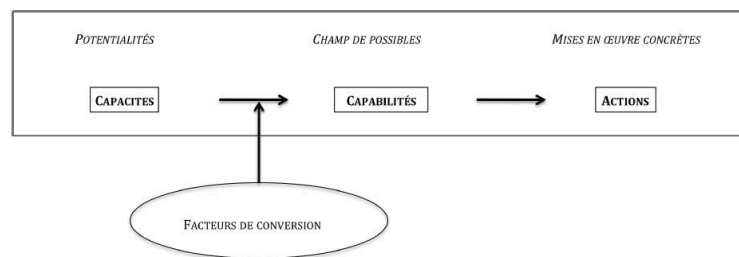 POTENTIALITÉS CHAMP DE POSSIBLES MISES EN ŒUVRE CONCRÈTES
CAPACITES CAPABILITÉS ACTIONS
FACTEURS DE CONVERSION